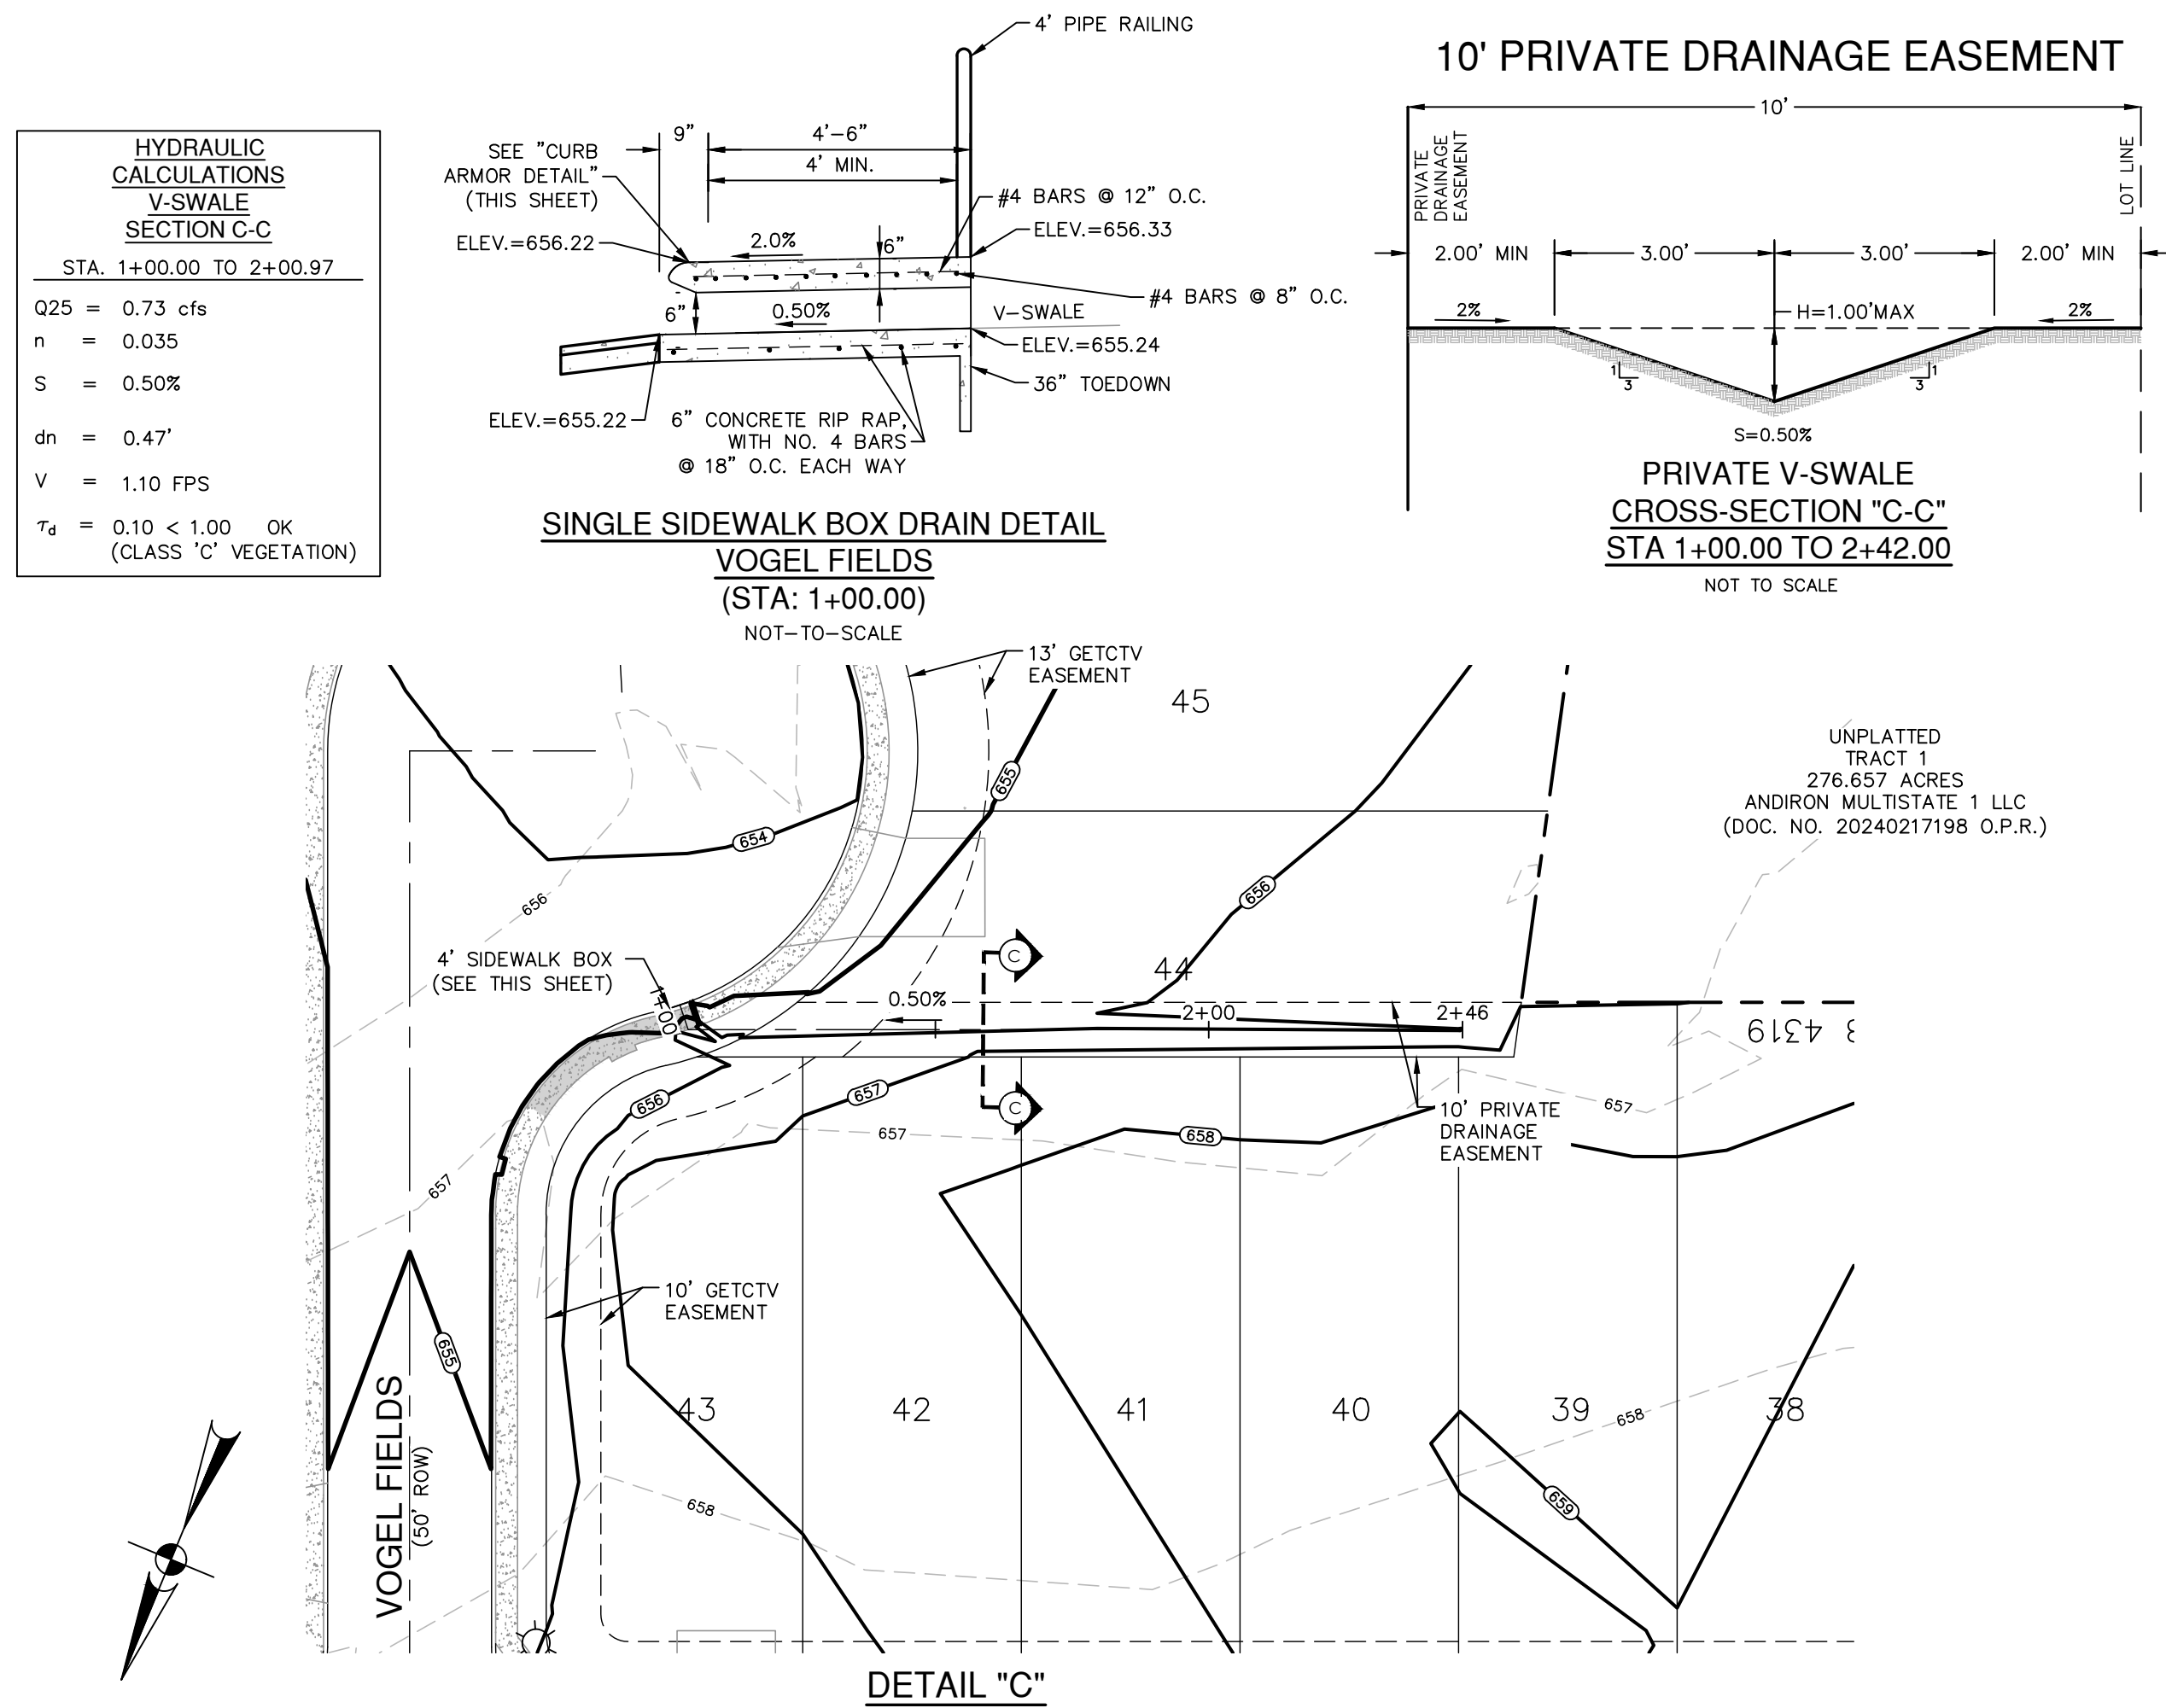 HYDRAULIC
CALCULATIONS
V-SWALE
SECTION C-C
STA. 1+00.00 TO 2+00.97
Q25 = 0.73 cfs
n = 0.035
S = 0.50%
dn = 0.47'
V = 1.10 FPS
τd = 0.10 < 1.00 OK
(CLASS 'C' VEGETATION)
4' PIPE RAILING
9"
4'-6"
4' MIN.
SEE "CURB
ARMOR DETAIL"
(THIS SHEET)
#4 BARS @ 12" O.C.
ELEV.=656.22
2.0%
6"
ELEV.=656.33
#4 BARS @ 8" O.C.
6"
0.50%
V-SWALE
ELEV.=655.24
36" TOEDOWN
ELEV.=655.22
6" CONCRETE RIP RAP,
WITH NO. 4 BARS
@ 18" O.C. EACH WAY
SINGLE SIDEWALK BOX DRAIN DETAIL
VOGEL FIELDS
(STA: 1+00.00)
NOT-TO-SCALE
10' PRIVATE DRAINAGE EASEMENT
10'
PRIVATE
DRAINAGE
EASEMENT
LOT LINE
2.00' MIN
3.00'
3.00'
2.00' MIN
2%
H=1.00'MAX
2%
1
3
1
3
S=0.50%
PRIVATE V-SWALE
CROSS-SECTION "C-C"
STA 1+00.00 TO 2+42.00
NOT TO SCALE
13' GETCTV
EASEMENT
45
UNPLATTED
TRACT 1
276.657 ACRES
ANDIRON MULTISTATE 1 LLC
(DOC. NO. 20240217198 O.P.R.)
655
654
656
656
4' SIDEWALK BOX
(SEE THIS SHEET)
C
44
1+00
0.50%
2+00
2+46
4319
656
657
C
10' PRIVATE
DRAINAGE
EASEMENT
657
657
658
657
10' GETCTV
EASEMENT
655
VOGEL FIELDS
(50' ROW)
43
42
41
40
39
38
658
658
659
DETAIL "C"